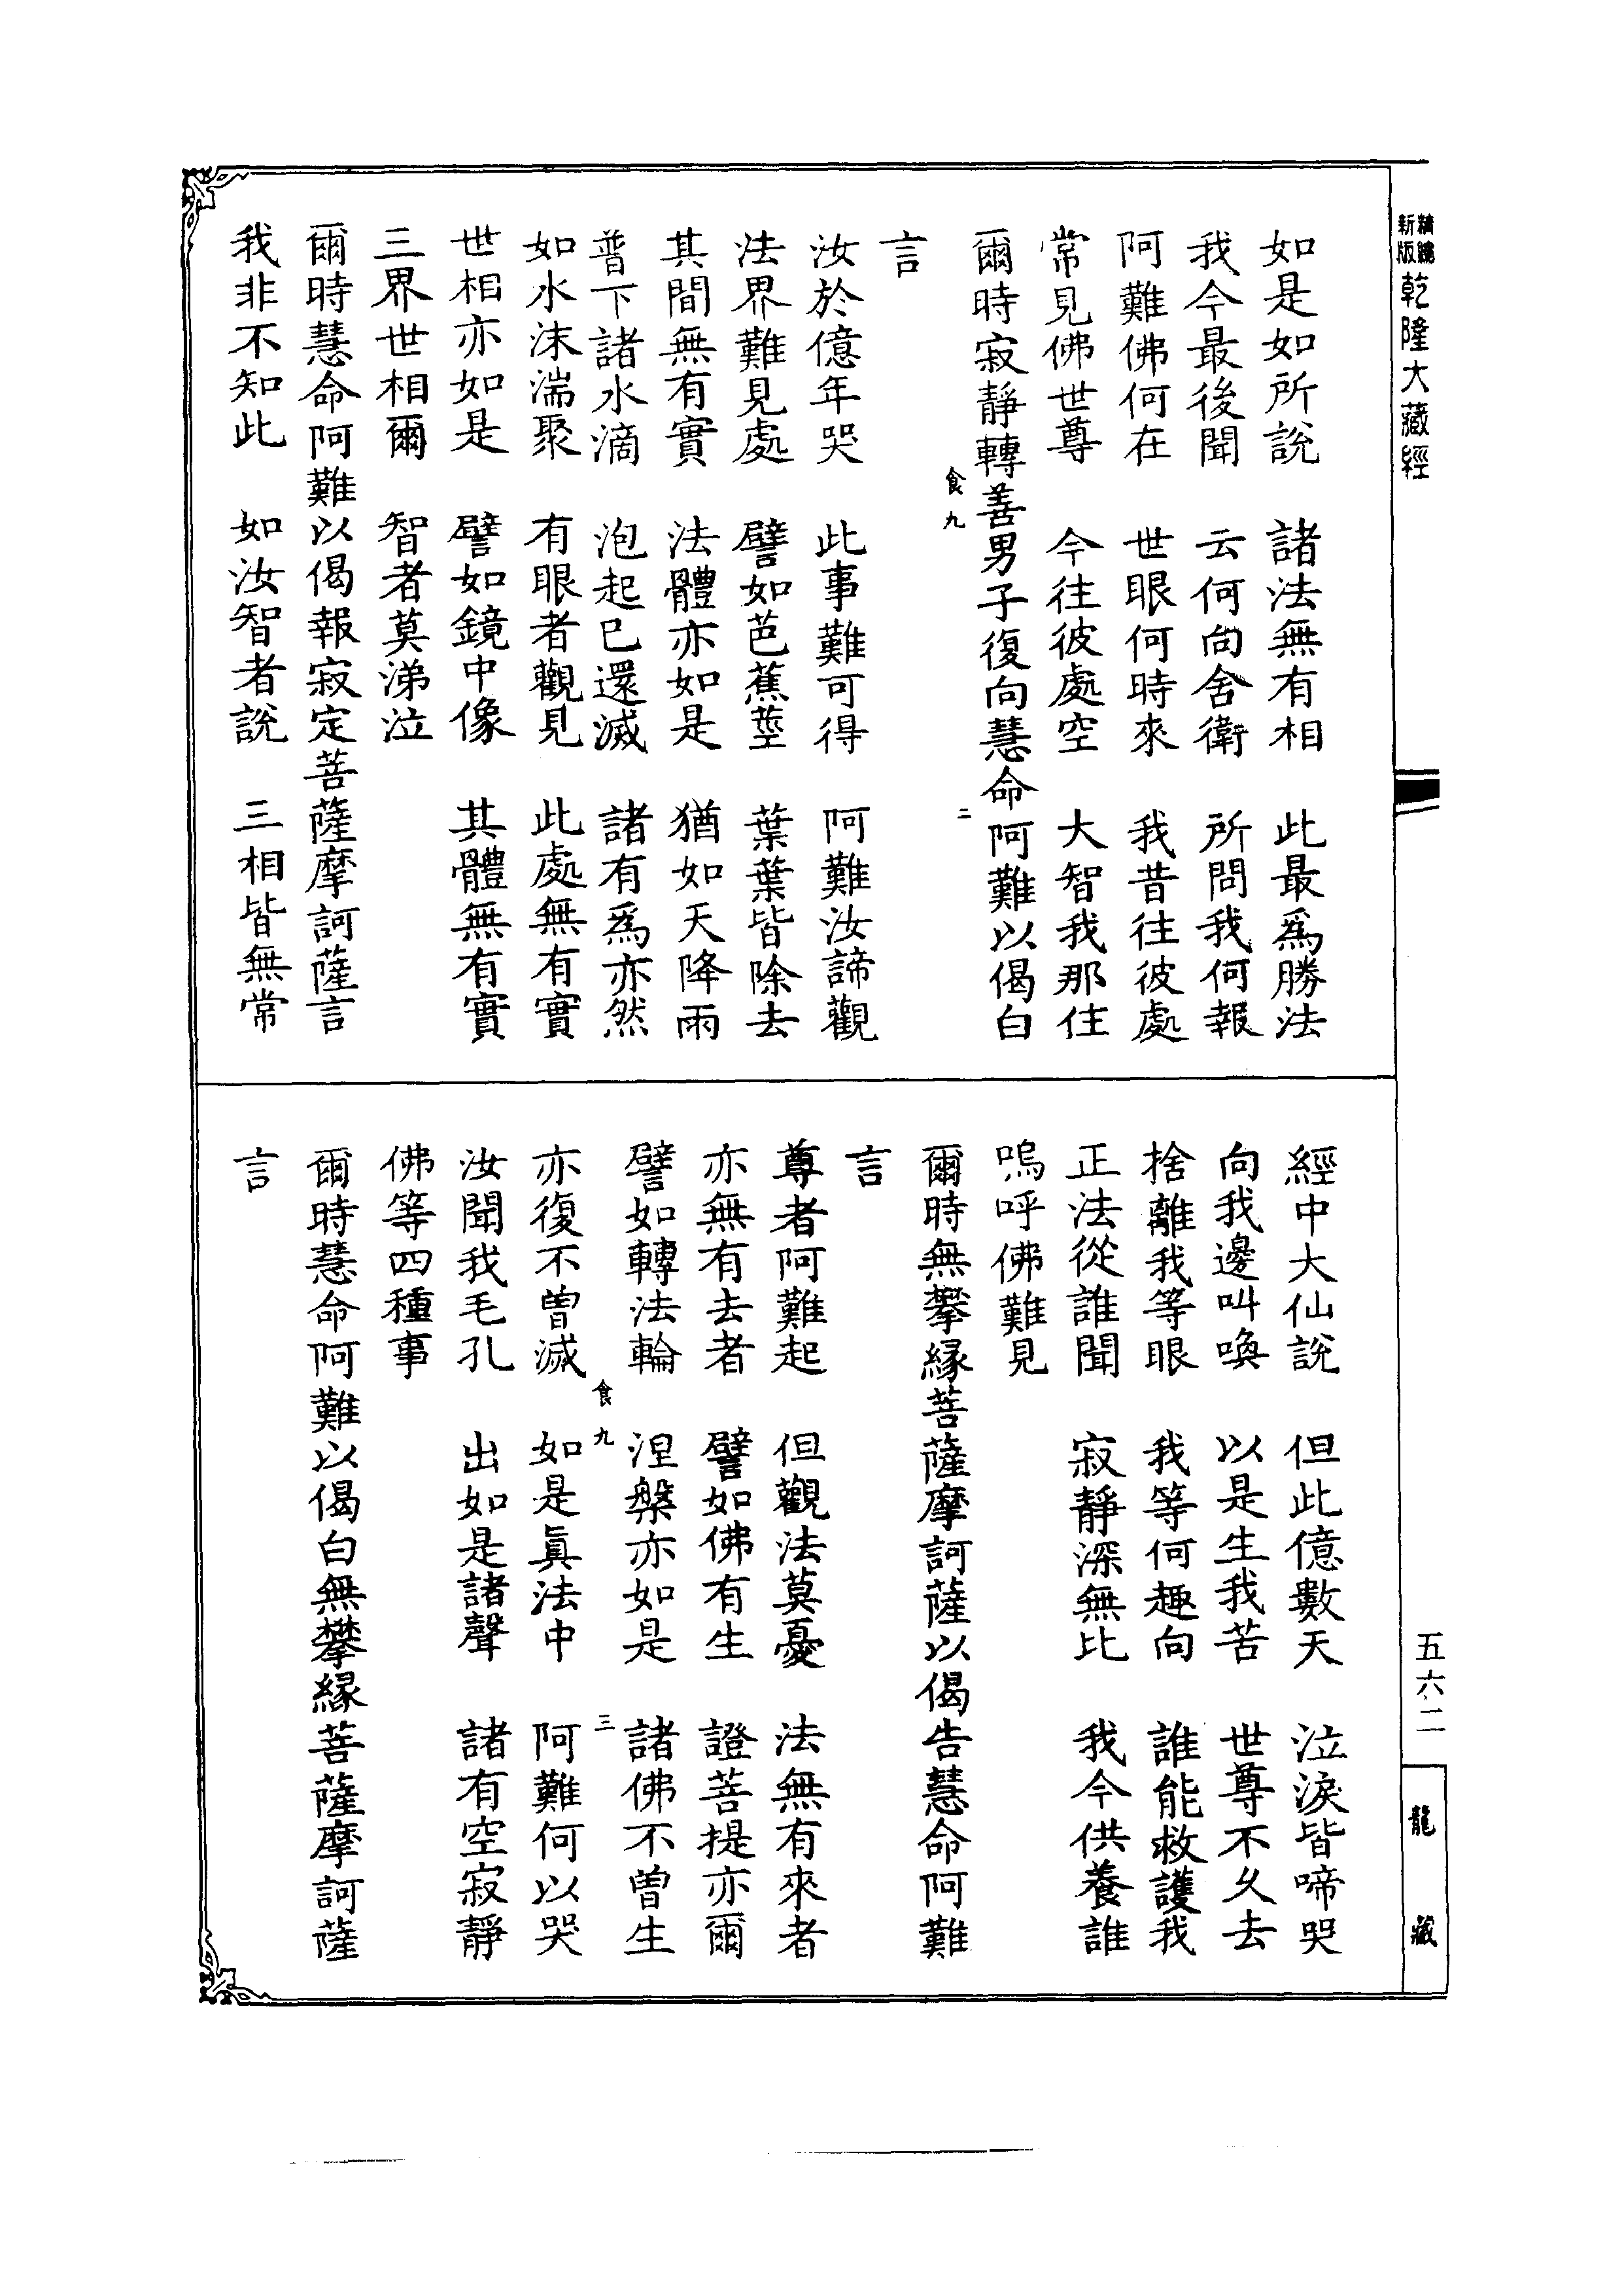 新版
精縮
乾隆大藏經
如是如所說　諸法無有相　此最爲勝法
我今最後聞　云何向舍衛　所問我何報
阿難佛何在　世眼何時來　我昔往彼處
常見佛世尊　今往彼處空　大智我那住
爾時寂靜轉善男子復向慧命阿難以偈白
食九　二
言
汝於億年哭　此事難可得　阿難汝諦觀
法界難見處　譬如芭蕉莖　葉葉皆除去
其間無有實　法體亦如是　猶如天降雨
普下諸水滴　泡起已還滅　諸有爲亦然
如水沫湍聚　有眼者觀見　此處無有實
世相亦如是　譬如鏡中像　其體無有實
三界世相爾　智者莫涕泣
爾時慧命阿難以偈報寂定菩薩摩訶薩言
我非不知此　如汝智者說　三相皆無常
經中大仙說　但此億數天　泣淚皆啼哭
向我邊叫喚　以是生我苦　世尊不久去
捨離我等眼　我等何趣向　誰能救護我
正法從誰聞　寂靜深無比　我今供養誰
嗚呼佛難見
爾時無攀緣菩薩摩訶薩以偈告慧命阿難
言
尊者阿難起　但觀法莫憂　法無有來者
亦無有去者　譬如佛有生　證菩提亦爾
譬如轉法輪　涅槃亦如是　諸佛不曾生
食九　三
亦復不曾滅　如是眞法中　阿難何以哭
汝聞我毛孔　出如是諸聲　諸有空寂靜
佛等四種事
爾時慧命阿難以偈白無攀緣菩薩摩訶薩
言
五六二
龍藏